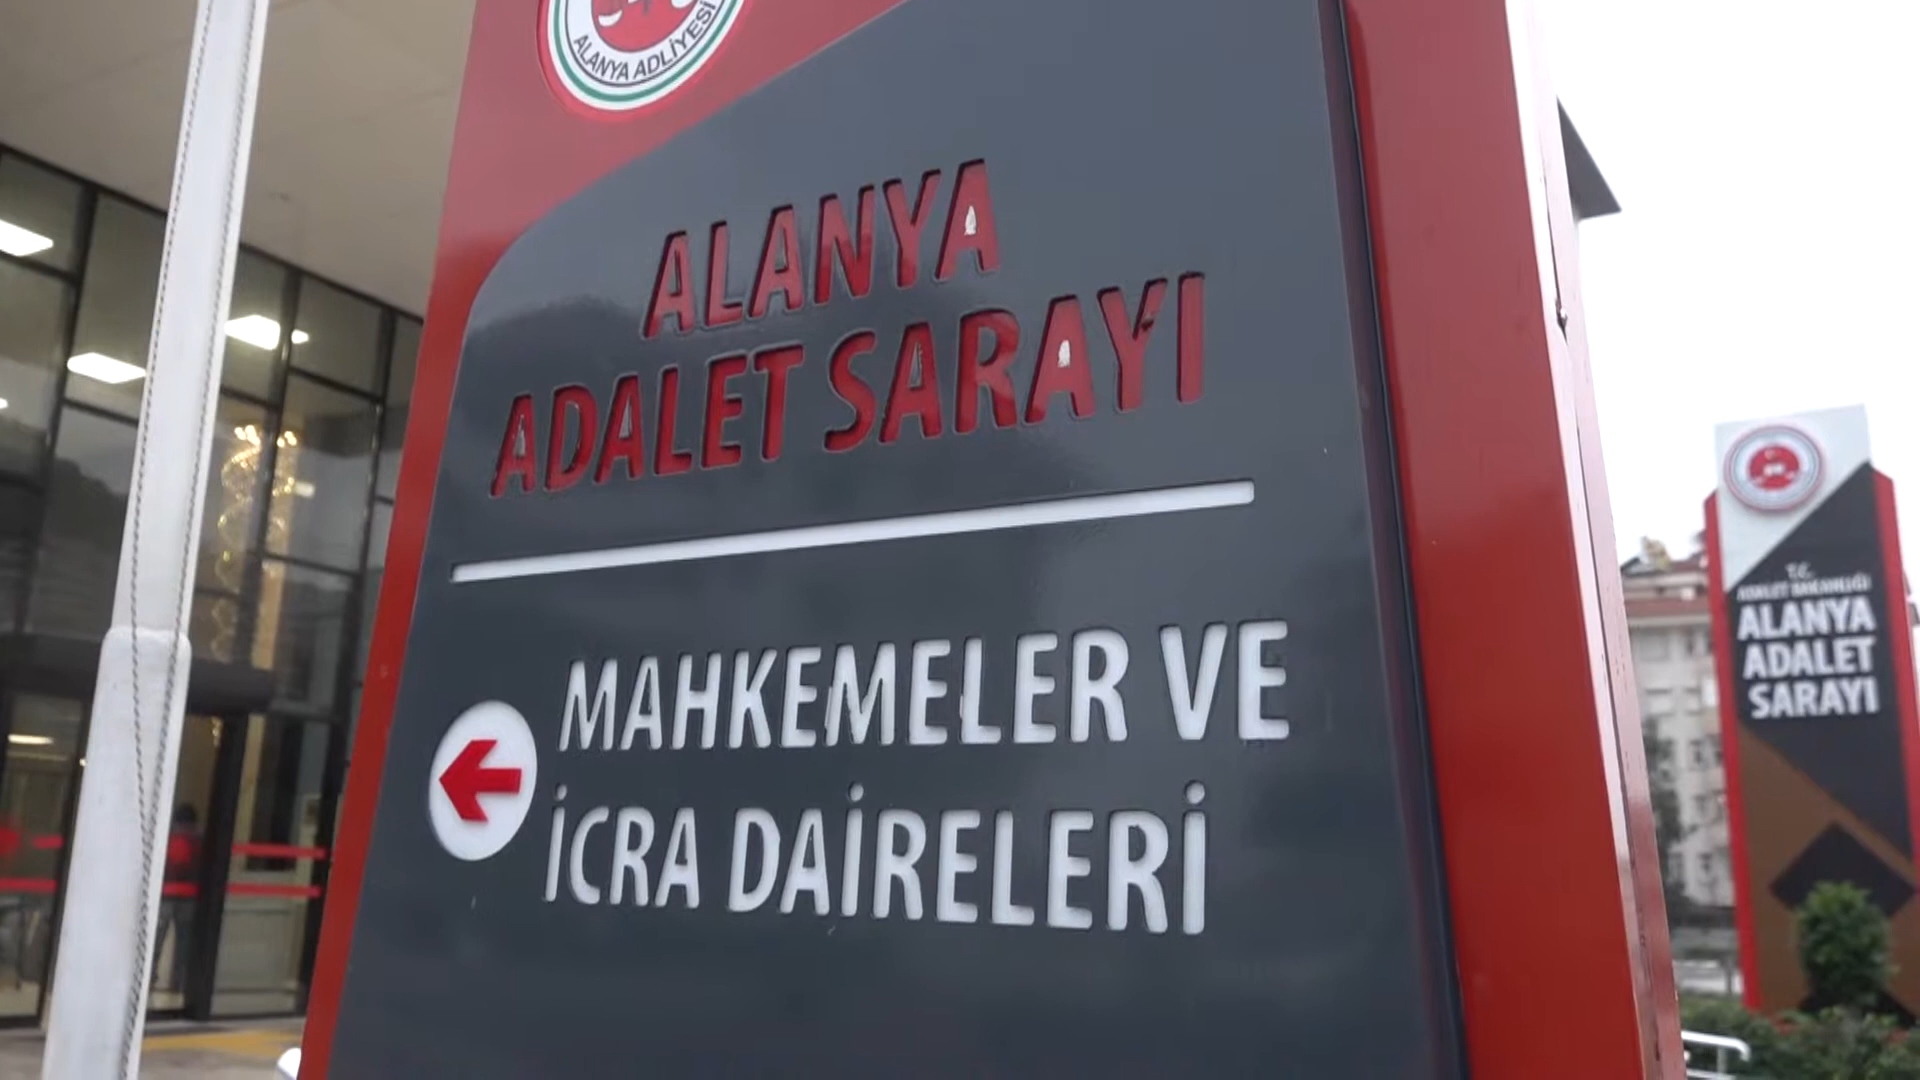 ALANYA ADLİYESİ
ALANYA
ADALET SARAYI
MAHKEMELER VE
İCRA DAİRELERİ
T.C.
ADALET BAKANLIĞI
ALANYA
ADALET
SARAYI